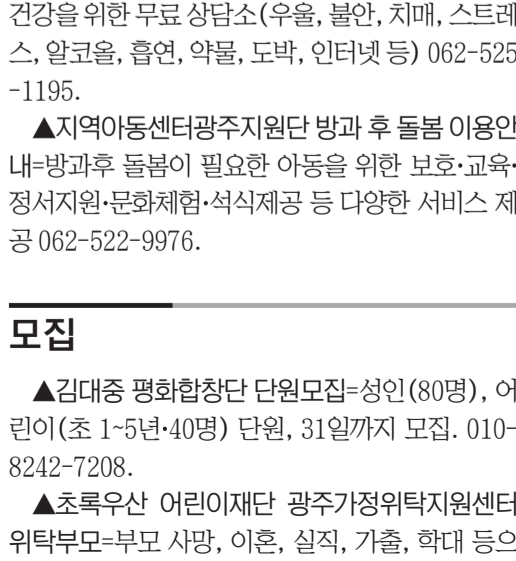 건강을 위한 무료 상담소(우울, 불안, 치매, 스트레
스, 알코올, 흡연, 약물, 도박, 인터넷 등) 062-525
-1195.
▲지역아동센터광주지원단 방과 후 돌봄 이용안
내=방과후 돌봄이 필요한 아동을 위한 보호·교육·
정서지원·문화체험·석식제공 등 다양한 서비스 제
공 062-522-9976.
모집
▲김대중 평화합창단 단원모집=성인(80명), 어
린이(초 1~5년·40명) 단원, 31일까지 모집. 010-
8242-7208.
▲초록우산 어린이재단 광주가정위탁지원센터
위탁부모=부모 사망, 이혼, 실직, 가출, 학대 등으